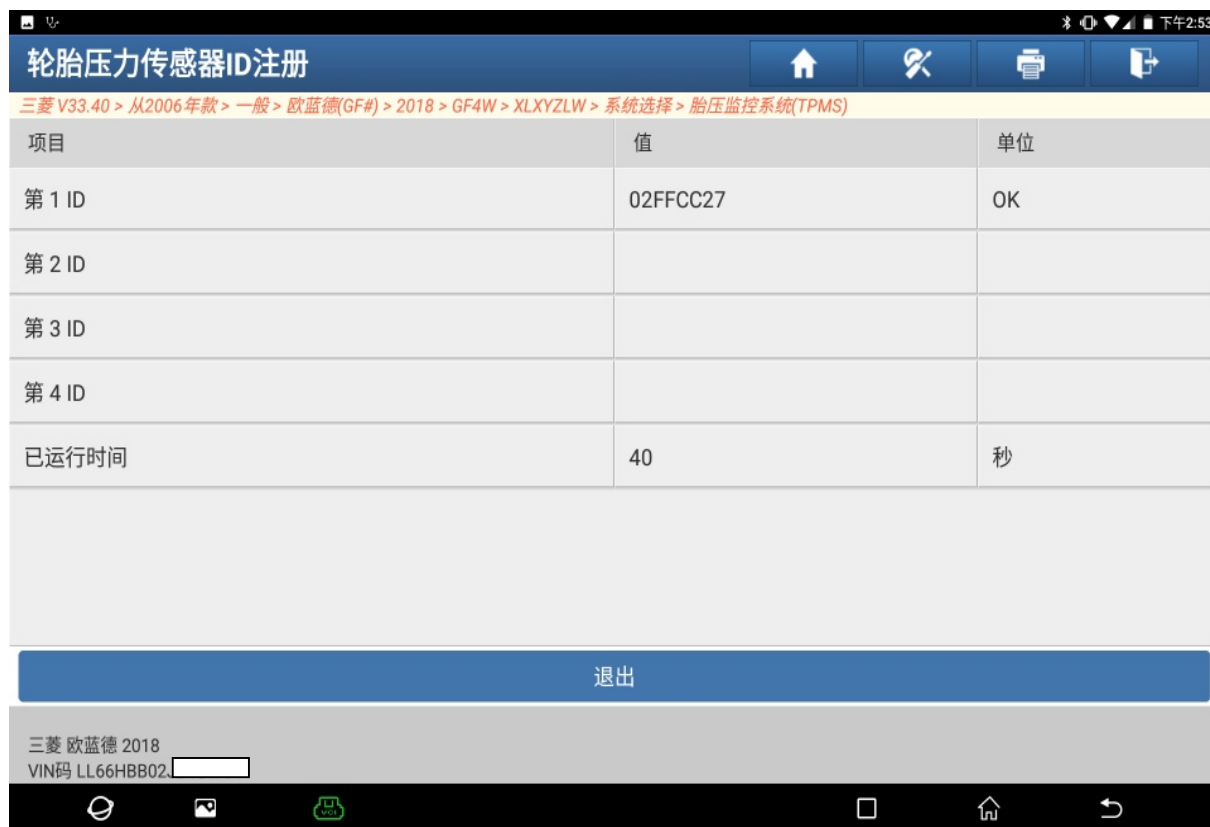 下午2:53
轮胎压力传感器ID注册
三菱 V33.40 > 从2006年款 > 一般 > 欧蓝德(GF#) > 2018 > GF4W > XLXYZLW > 系统选择 > 胎压监控系统(TPMS)
项目 值 单位
第 1 ID 02FFCC27 OK
第 2 ID
第 3 ID
第 4 ID
已运行时间 40 秒
退出
三菱 欧蓝德 2018
VIN码 LL66HBB02
VCI